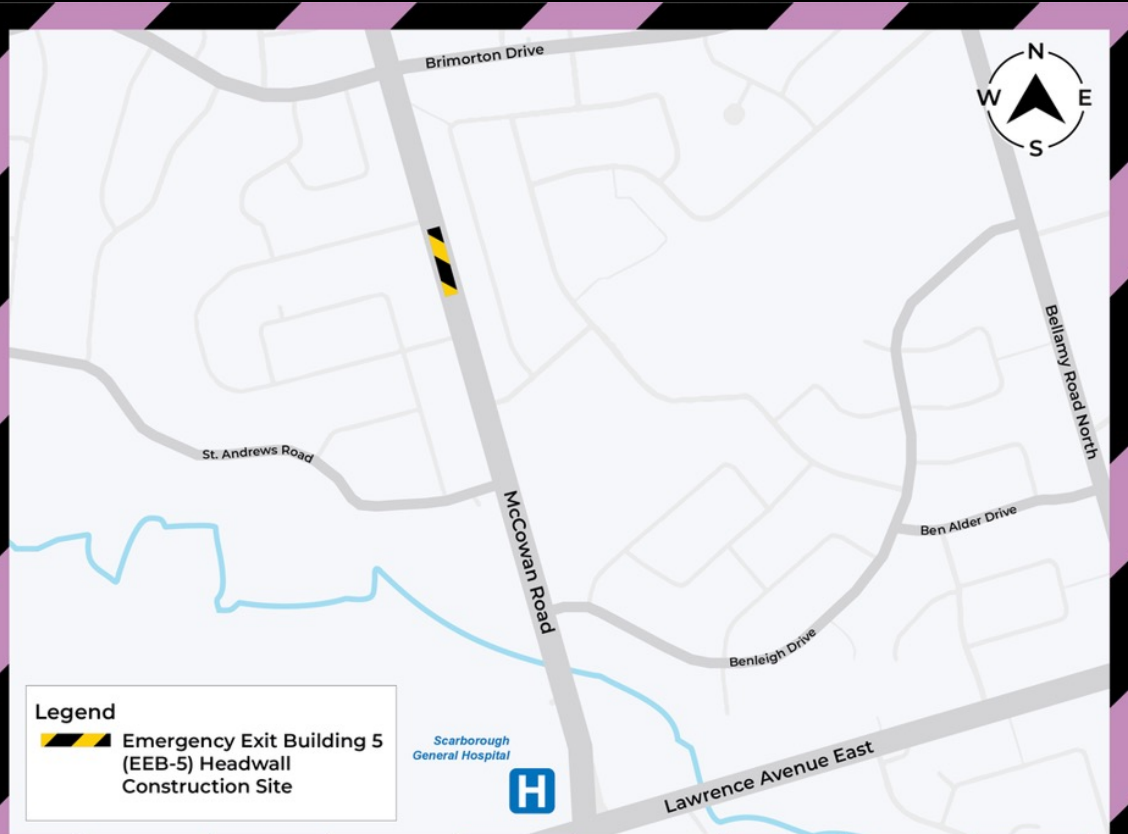 Brimorton Drive
N
W E
S
Bellamy Road North
St. Andrews Road
McCowan Road
Ben Alder Drive
Benleigh Drive
Legend
Emergency Exit Building 5
(EEB-5) Headwall
Construction Site
Scarborough
General Hospital
H
Lawrence Avenue East